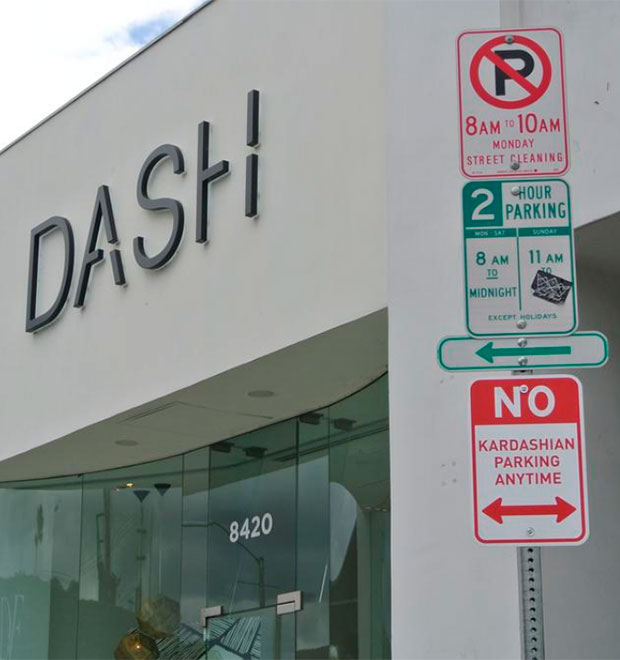 DASH
8420
P
8AM TO 10AM
MONDAY
STREET CLEANING
2 HOUR
PARKING
MON - SAT
8 AM
TO
MIDNIGHT
SUNDAY
11 AM
TO
EXCEPT HOLIDAYS
NO
KARDASHIAN
PARKING
ANYTIME